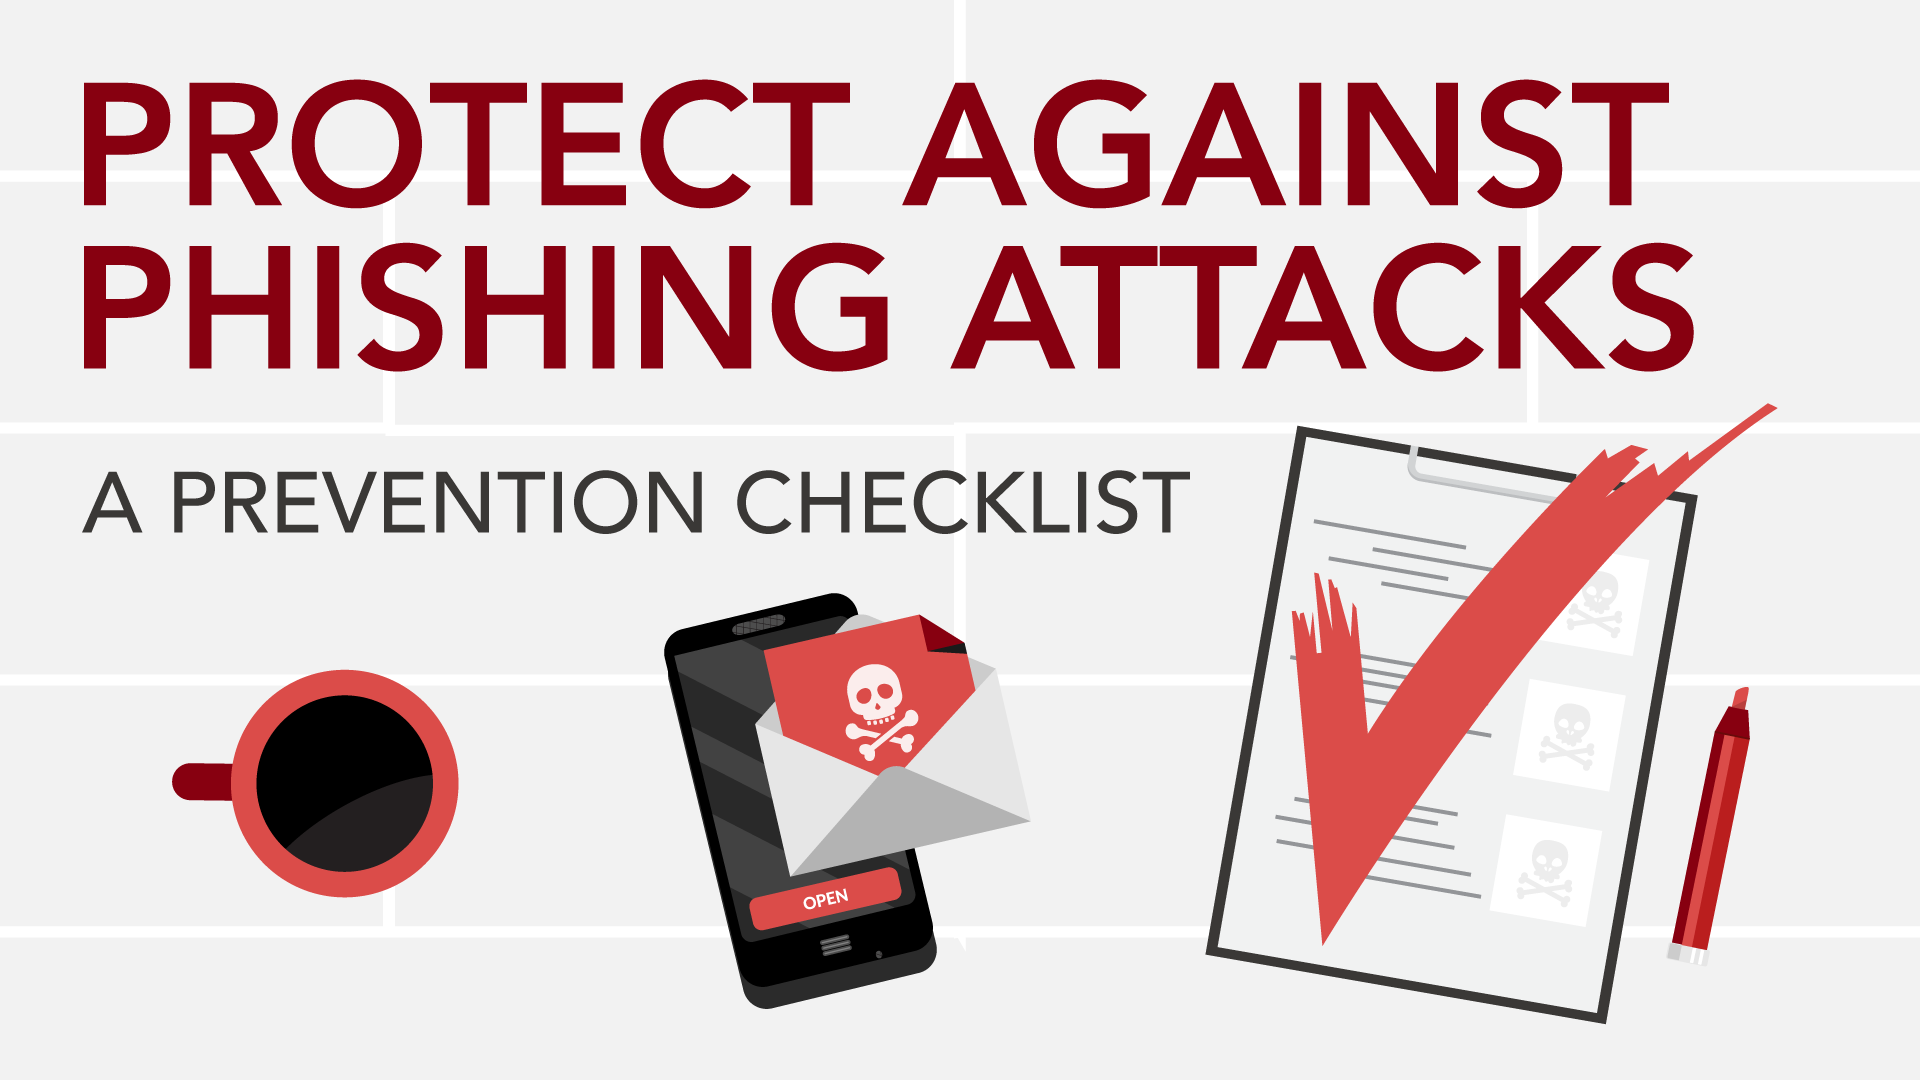 PROTECT AGAINST
PHISHING ATTACKS
A PREVENTION CHECKLIST
OPEN